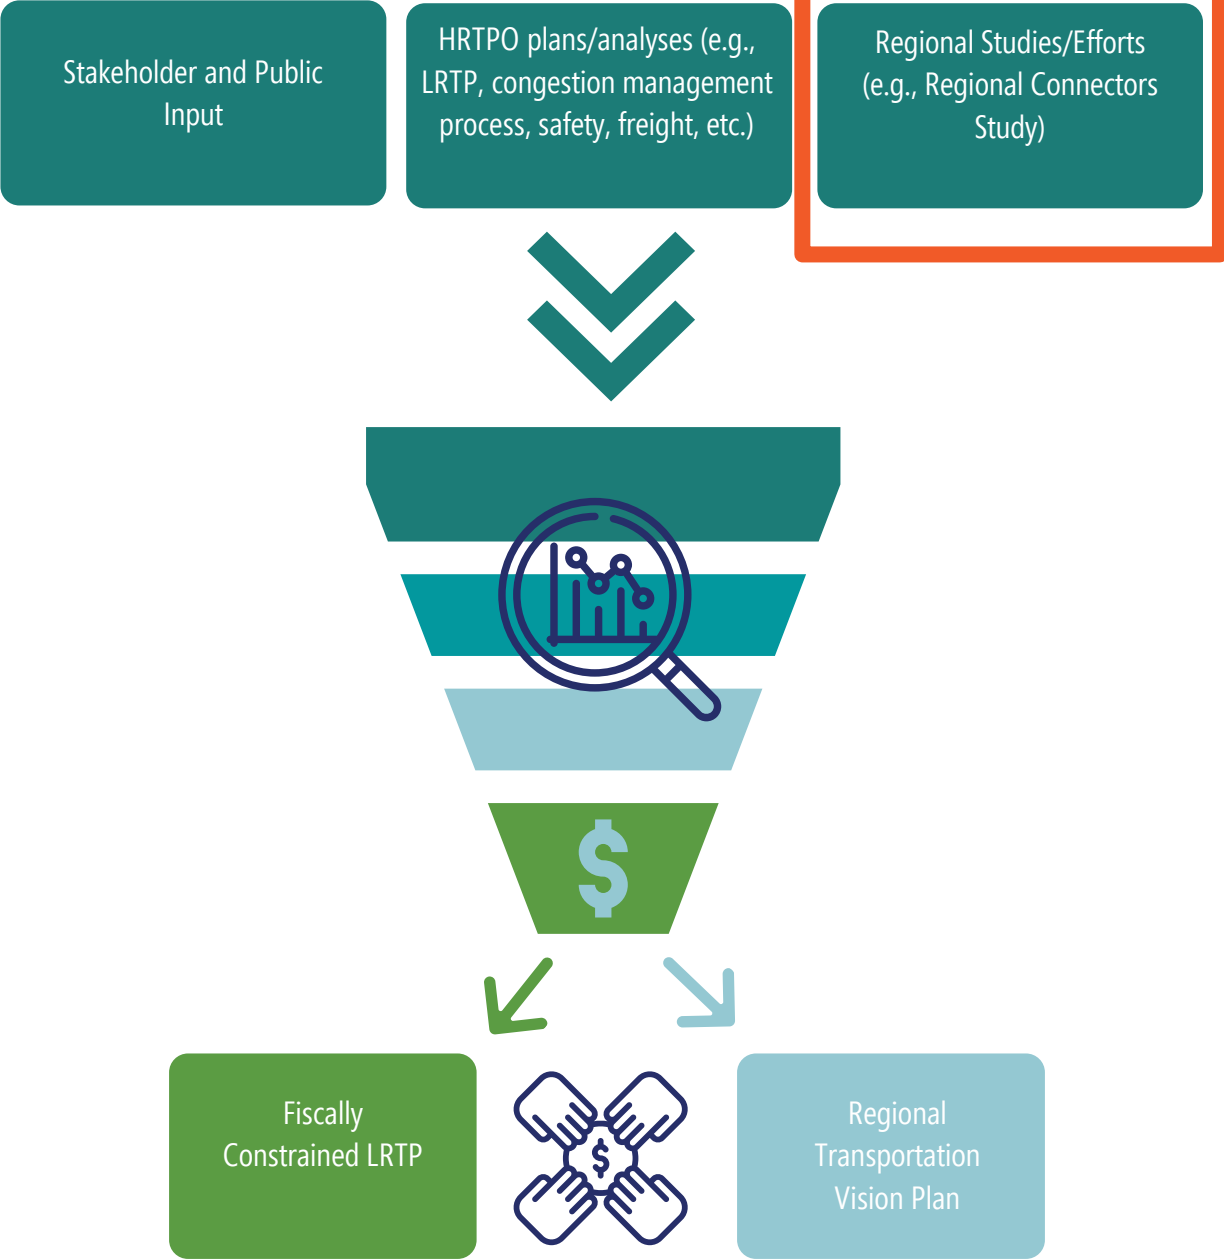 Stakeholder and Public
Input
HRTPO plans/analyses (e.g.,
LRTP, congestion management
process, safety, freight, etc.)
Regional Studies/Efforts
(e.g., Regional Connectors
Study)
$
Fiscally
Constrained LRTP
$
Regional
Transportation
Vision Plan